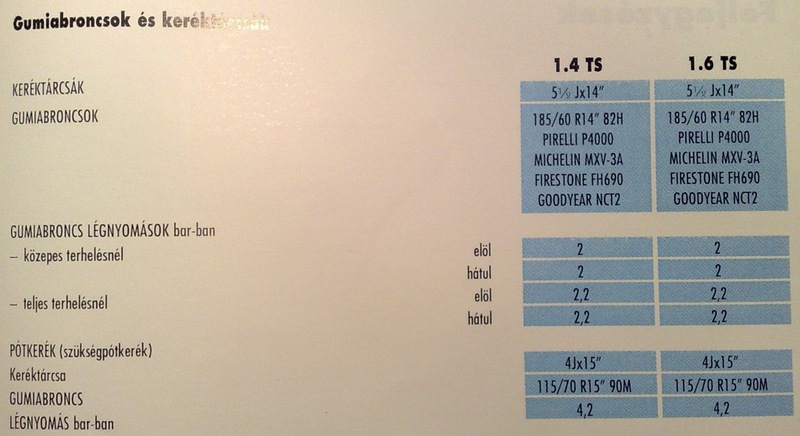 Gumiabroncsok és keréktárcsák
1.4 TS 1.6 TS
KERÉKTÁRCSÁK 5½ Jx14” 5½ Jx14”
GUMIABRONCSOK 185/60 R14” 82H 185/60 R14” 82H
PIRELLI P4000 PIRELLI P4000
MICHELIN MXV-3A MICHELIN MXV-3A
FIRESTONE FH690 FIRESTONE FH690
GOODYEAR NCT2 GOODYEAR NCT2
GUMIABRONCS LÉGNYOMÁSOK bar-ban
– közepes terhelésnél elöl 2 2
hátul 2 2
– teljes terhelésnél elöl 2,2 2,2
hátul 2,2 2,2
PÓTKERÉK (szükségpótkerék)
Keréktárcsa 4Jx15” 4Jx15”
GUMIABRONCS 115/70 R15” 90M 115/70 R15” 90M
LÉGNYOMÁS bar-ban 4,2 4,2